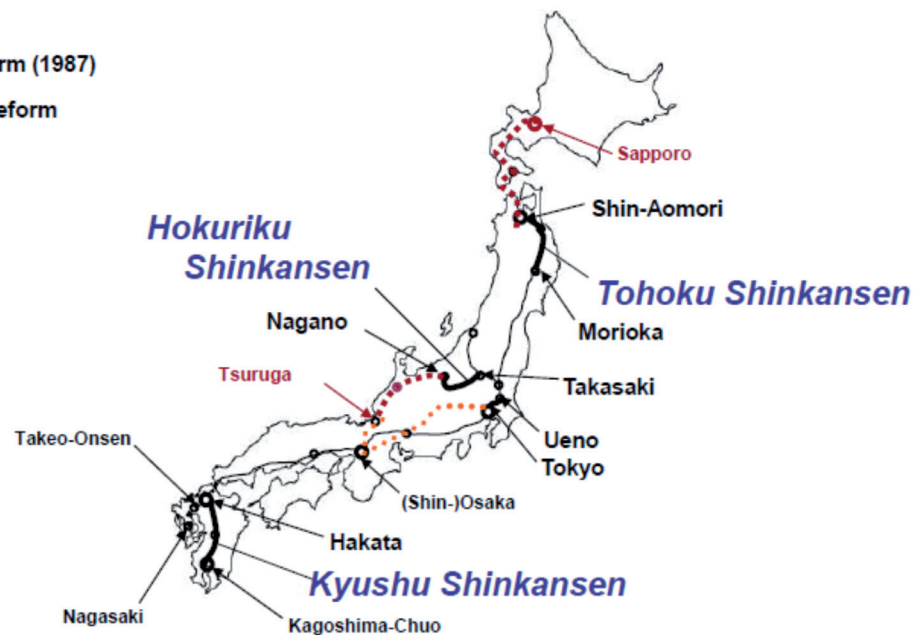 rm (1987)
eform
Sapporo
Shin-Aomori
Hokuriku
Shinkansen
Tohoku Shinkansen
Nagano
Morioka
Tsuruga
Takasaki
Takeo-Onsen
Ueno
Tokyo
(Shin-)Osaka
Hakata
Kyushu Shinkansen
Nagasaki
Kagoshima-Chuo